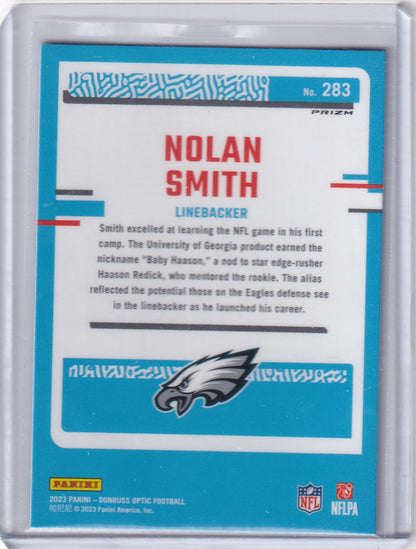 No. 283
PRIZM
NOLAN
SMITH
LINEBACKER
Smith excelled at learning the NFL game in his first
camp. The University of Georgia product earned the
nickname “Baby Haason,” a nod to star edge-rusher
Haason Redick, who mentored the rookie. The alias
reflected the potential those on the Eagles defense see
in the linebacker as he launched his career.
PANINI
2023 PANINI – DONRUSS OPTIC FOOTBALL
帕尼尼 © 2023 Panini America, Inc.
NFL
NFLPA